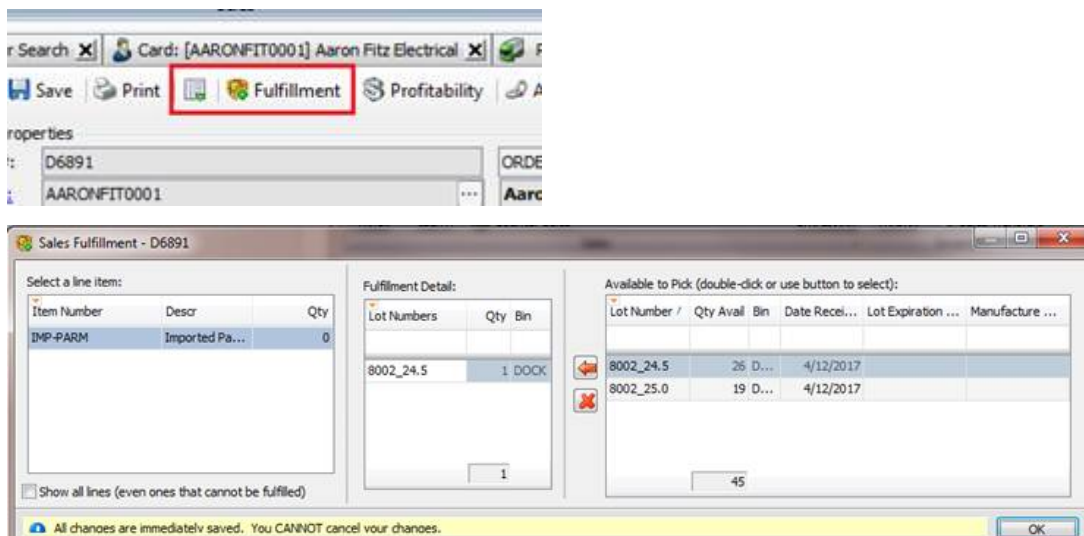 r Search Card: [AARONFIT0001] Aaron Fitz Electrical
Save Print Fulfillment Profitability A
roperties
D6891 ORDE
AARONFIT0001 ... Aaro
Sales Fulfillment - D6891
Select a line item: Fulfillment Detail: Available to Pick (double-click or use button to select):
Item Number Descr Qty Lot Numbers Qty Bin Lot Number Qty Avail Bin Date Recei... Lot Expiration ... Manufacture ...
IMP-PARM Imported Pa... 0
8002_24.5 1 DOCK 8002_24.5 26 D... 4/12/2017
8002_25.0 19 D... 4/12/2017
1 45
Show all lines (even ones that cannot be fulfilled)
All changes are immediately saved. You CANNOT cancel your changes. OK